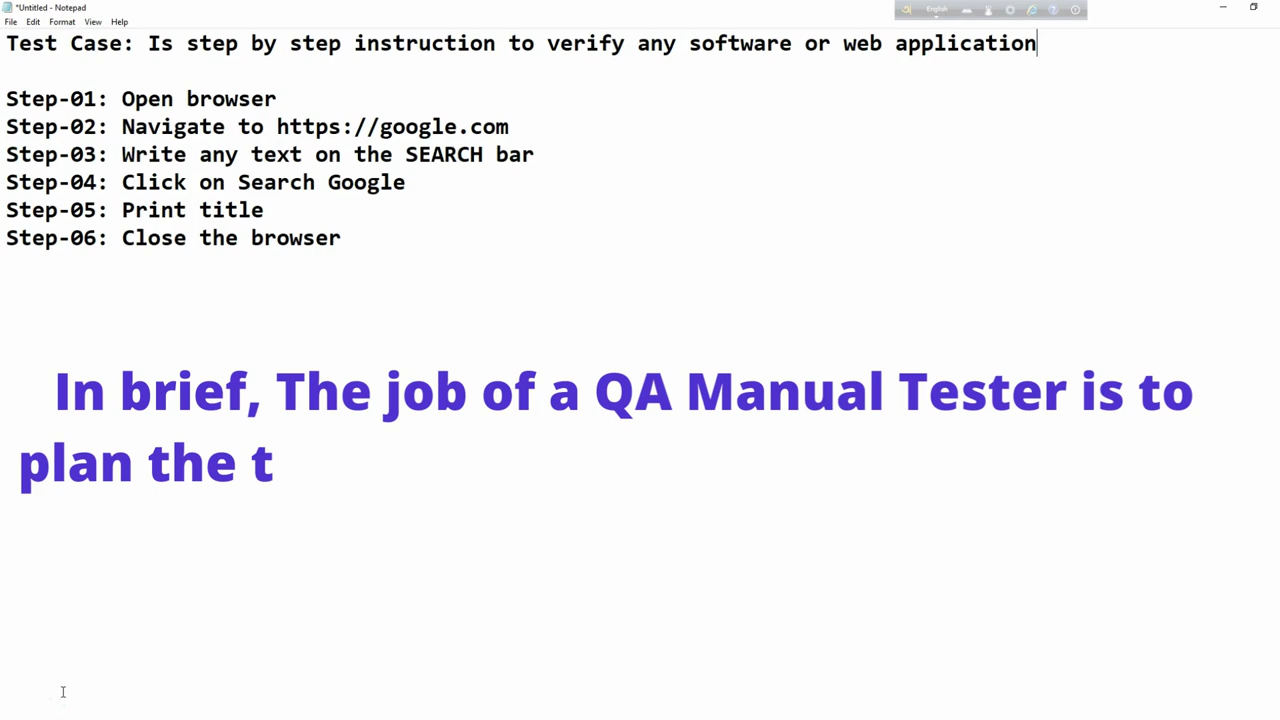 *Untitled - Notepad
English
File Edit Format View Help
Test Case: Is step by step instruction to verify any software or web application
Step-01: Open browser
Step-02: Navigate to https://google.com
Step-03: Write any text on the SEARCH bar
Step-04: Click on Search Google
Step-05: Print title
Step-06: Close the browser
In brief, The job of a QA Manual Tester is to
plan the t